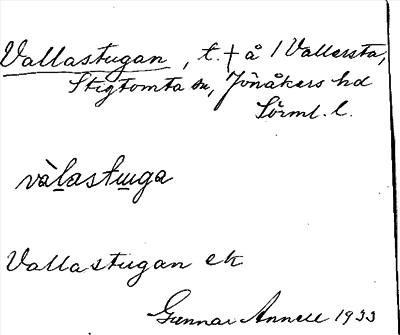 Vallastugan, t. † å 1 Vallersta,
Stigtomta sn, Jönåkers hd
Sörml. l.
vàlastuga
Vallastugan ek
Gunnar Annell 1933